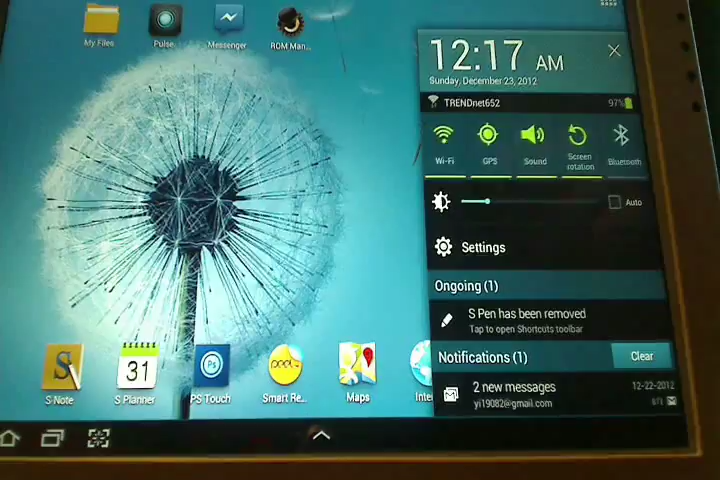 My Files
Pulse
Messenger
ROM Man...
12:17 AM
Sunday, December 23, 2012
TRENDnet652
97%
Wi-Fi
GPS
Sound
Screen rotation
Bluetooth
Auto
Settings
Ongoing (1)
S Pen has been removed
Tap to open Shortcuts toolbar
Notifications (1)
Clear
2 new messages
12-22-2012
yi19082@gmail.com
S
31
Ps
S Note
S Planner
PS Touch
Smart Re...
Maps
Inter